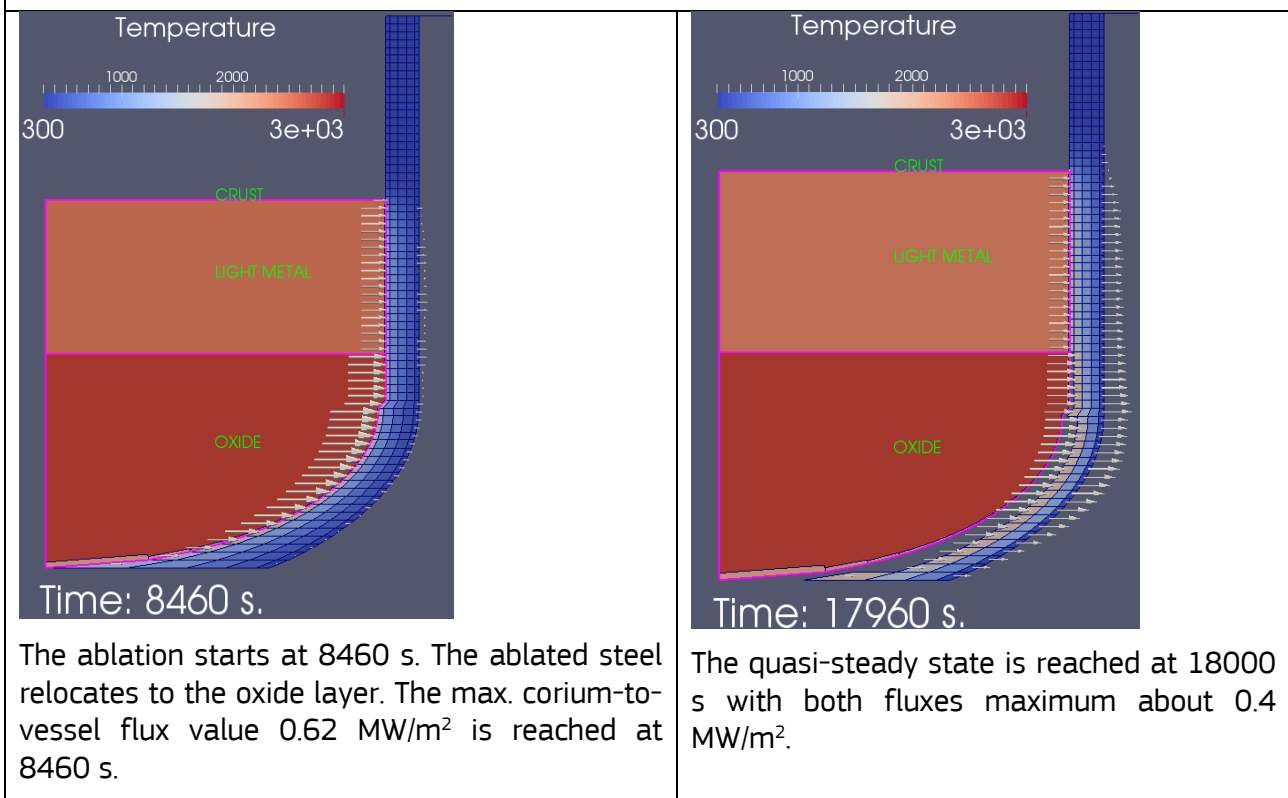 Temperature
1000 2000
300 3e+03
CRUST
LIGHT METAL
OXIDE
Time: 8460 s.
The ablation starts at 8460 s. The ablated steel
relocates to the oxide layer. The max. corium-to-
vessel flux value 0.62 MW/m² is reached at
8460 s.
Temperature
1000 2000
300 3e+03
CRUST
LIGHT METAL
OXIDE
Time: 17960 s.
The quasi-steady state is reached at 18000
s with both fluxes maximum about 0.4
MW/m².